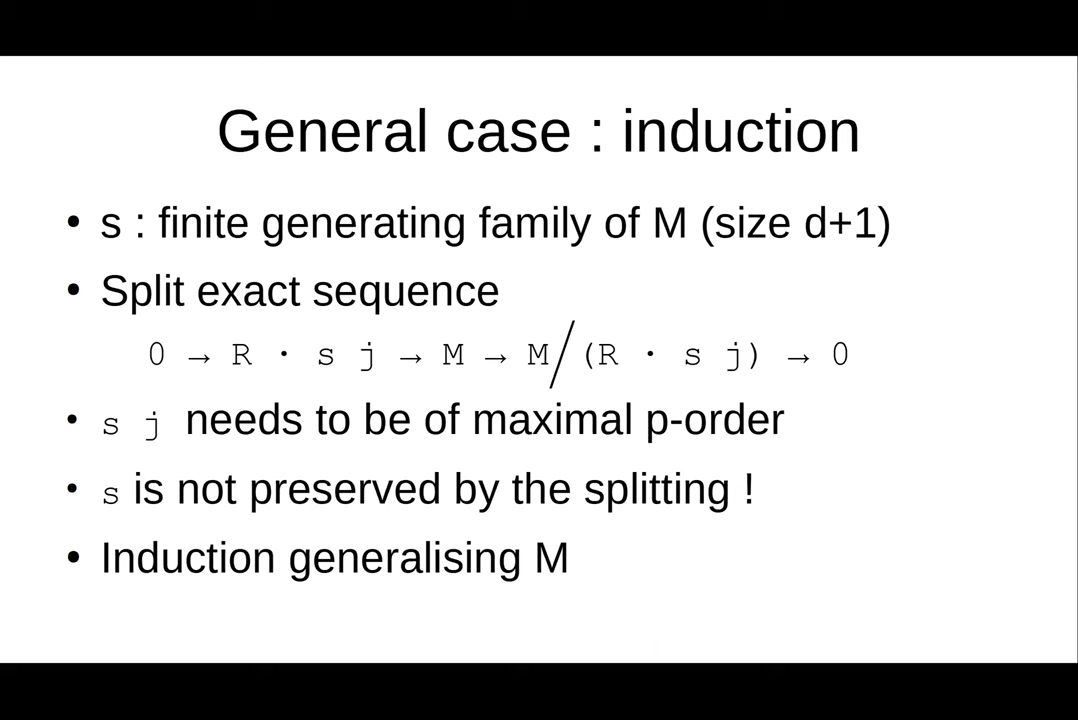 General case : induction
• s : finite generating family of M (size d+1)
• Split exact sequence
0 → R · s j → M → M/(R · s j) → 0
• s j needs to be of maximal p-order
• s is not preserved by the splitting !
• Induction generalising M